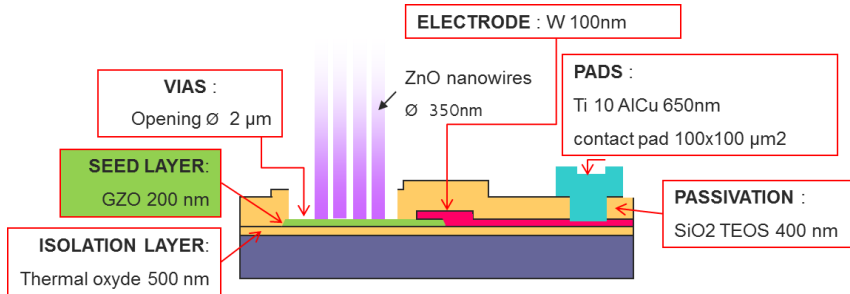 ELECTRODE : W 100nm
VIAS :
Opening Ø 2 µm
ZnO nanowires
Ø 350nm
PADS :
Ti 10 AlCu 650nm
contact pad 100x100 µm2
SEED LAYER:
GZO 200 nm
PASSIVATION :
SiO2 TEOS 400 nm
ISOLATION LAYER:
Thermal oxyde 500 nm